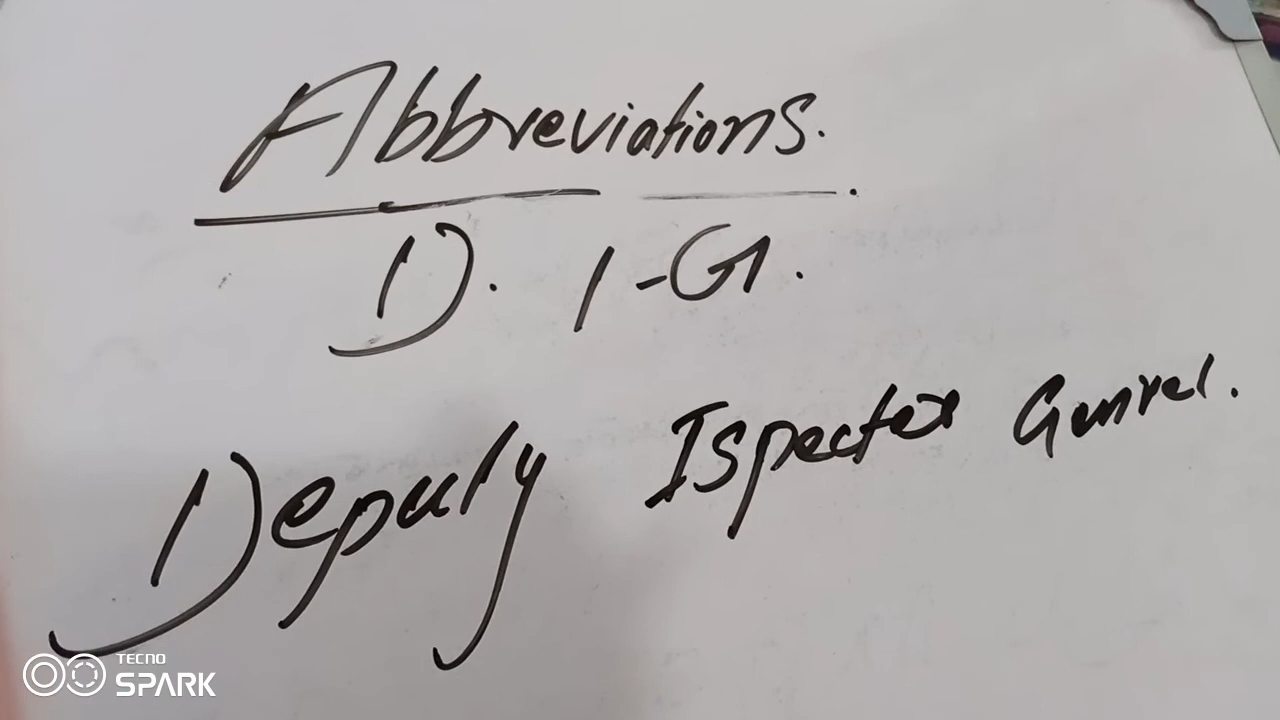 Abbreviations.
D. I-G.
Deputy Ispector Genrel.
TECNO
SPARK